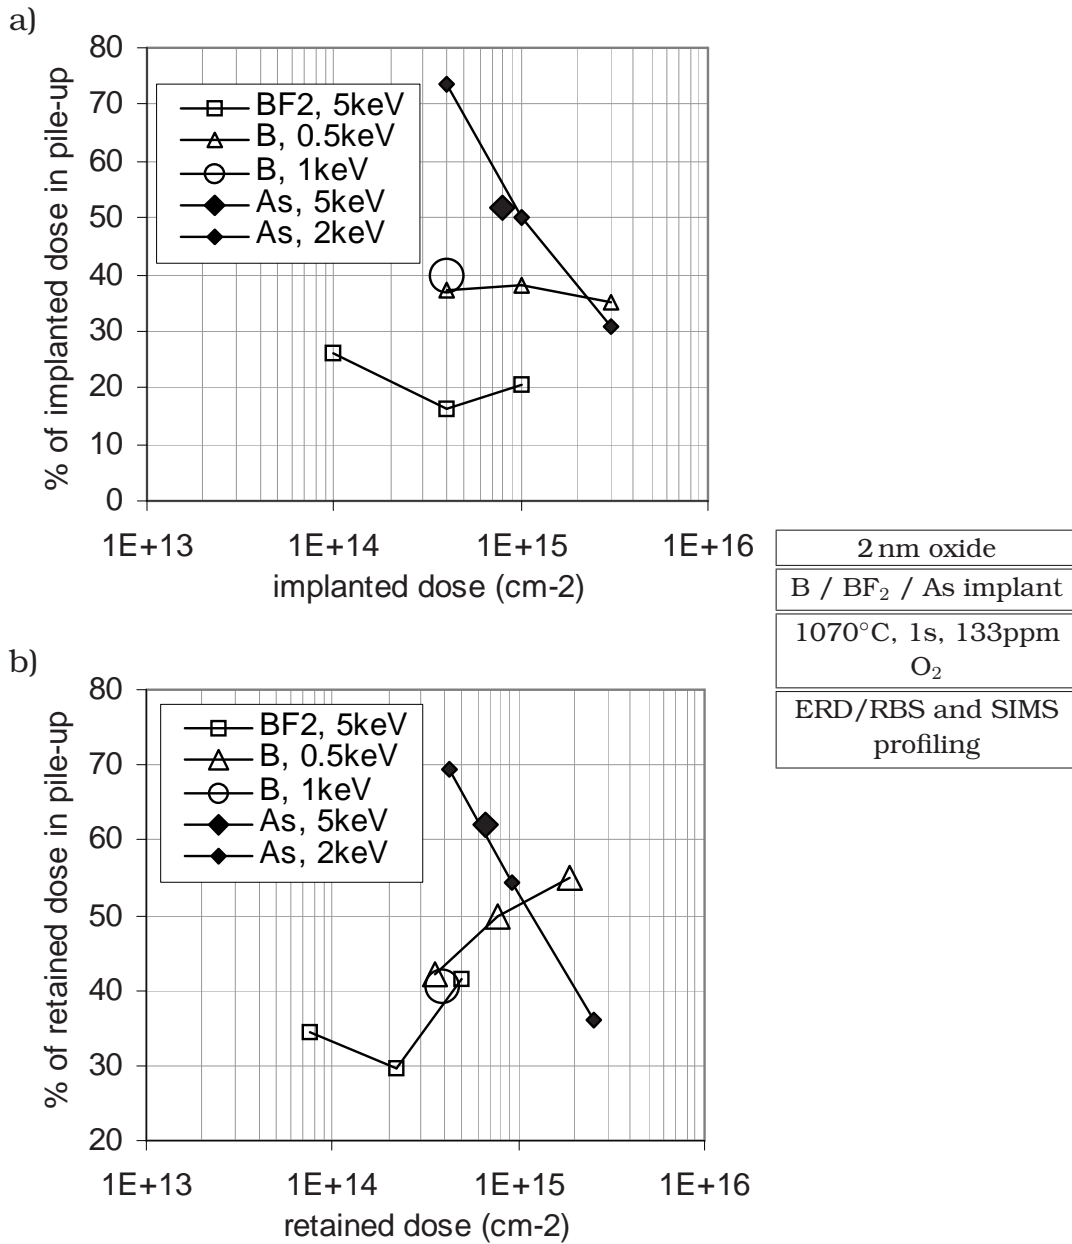 a)
% of implanted dose in pile-up
80
70
60
50
40
30
20
10
0
BF2, 5keV
B, 0.5keV
B, 1keV
As, 5keV
As, 2keV
1E+13 1E+14 1E+15 1E+16
implanted dose (cm-2)
2 nm oxide
B / BF₂ / As implant
1070°C, 1s, 133ppm
O₂
ERD/RBS and SIMS
profiling
b)
% of retained dose in pile-up
80
70
60
50
40
30
20
BF2, 5keV
B, 0.5keV
B, 1keV
As, 5keV
As, 2keV
1E+13 1E+14 1E+15 1E+16
retained dose (cm-2)